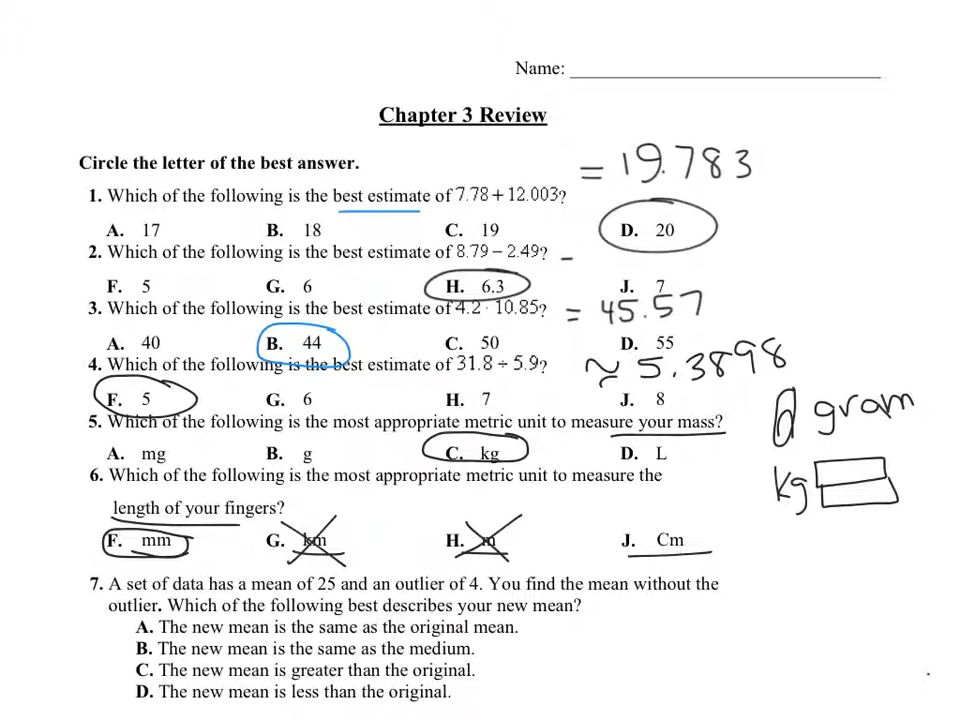 Name: ____________________
Chapter 3 Review
Circle the letter of the best answer.
= 19.783
1. Which of the following is the best estimate of 7.78 + 12.003?
A. 17 B. 18 C. 19 D. 20
2. Which of the following is the best estimate of 8.79 – 2.49? –
F. 5 G. 6 H. 6.3 J. 7
3. Which of the following is the best estimate of 4.2 · 10.85? = 45.57
A. 40 B. 44 C. 50 D. 55
4. Which of the following is the best estimate of 31.8 ÷ 5.9? ≈ 5.3898
F. 5 G. 6 H. 7 J. 8
gram
5. Which of the following is the most appropriate metric unit to measure your mass?
A. mg B. g C. kg D. L
6. Which of the following is the most appropriate metric unit to measure the
kg
length of your fingers?
F. mm G. km H. m J. Cm
7. A set of data has a mean of 25 and an outlier of 4. You find the mean without the
outlier. Which of the following best describes your new mean?
A. The new mean is the same as the original mean.
B. The new mean is the same as the medium.
C. The new mean is greater than the original.
D. The new mean is less than the original.